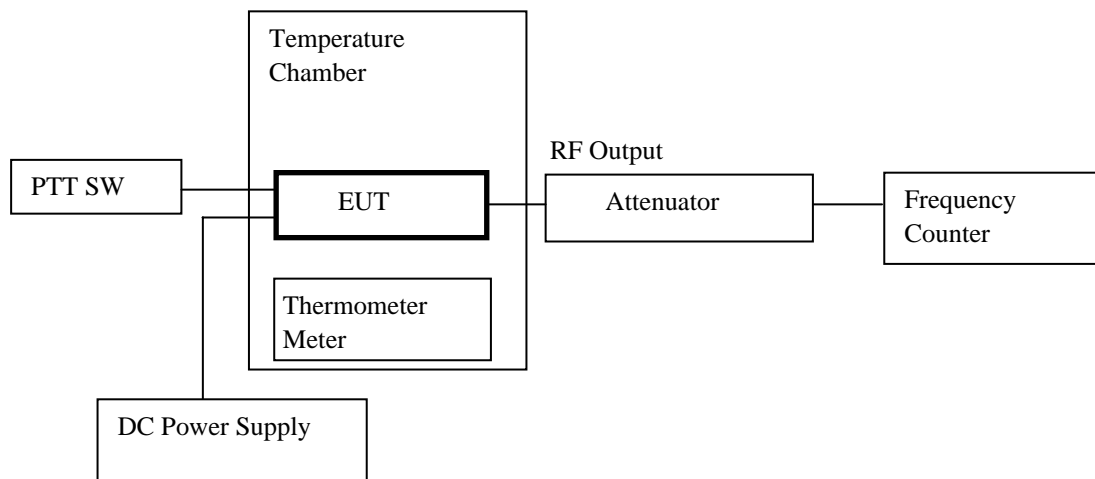 Temperature
Chamber
RF Output
PTT SW
EUT
Attenuator
Frequency
Counter
Thermometer
Meter
DC Power Supply